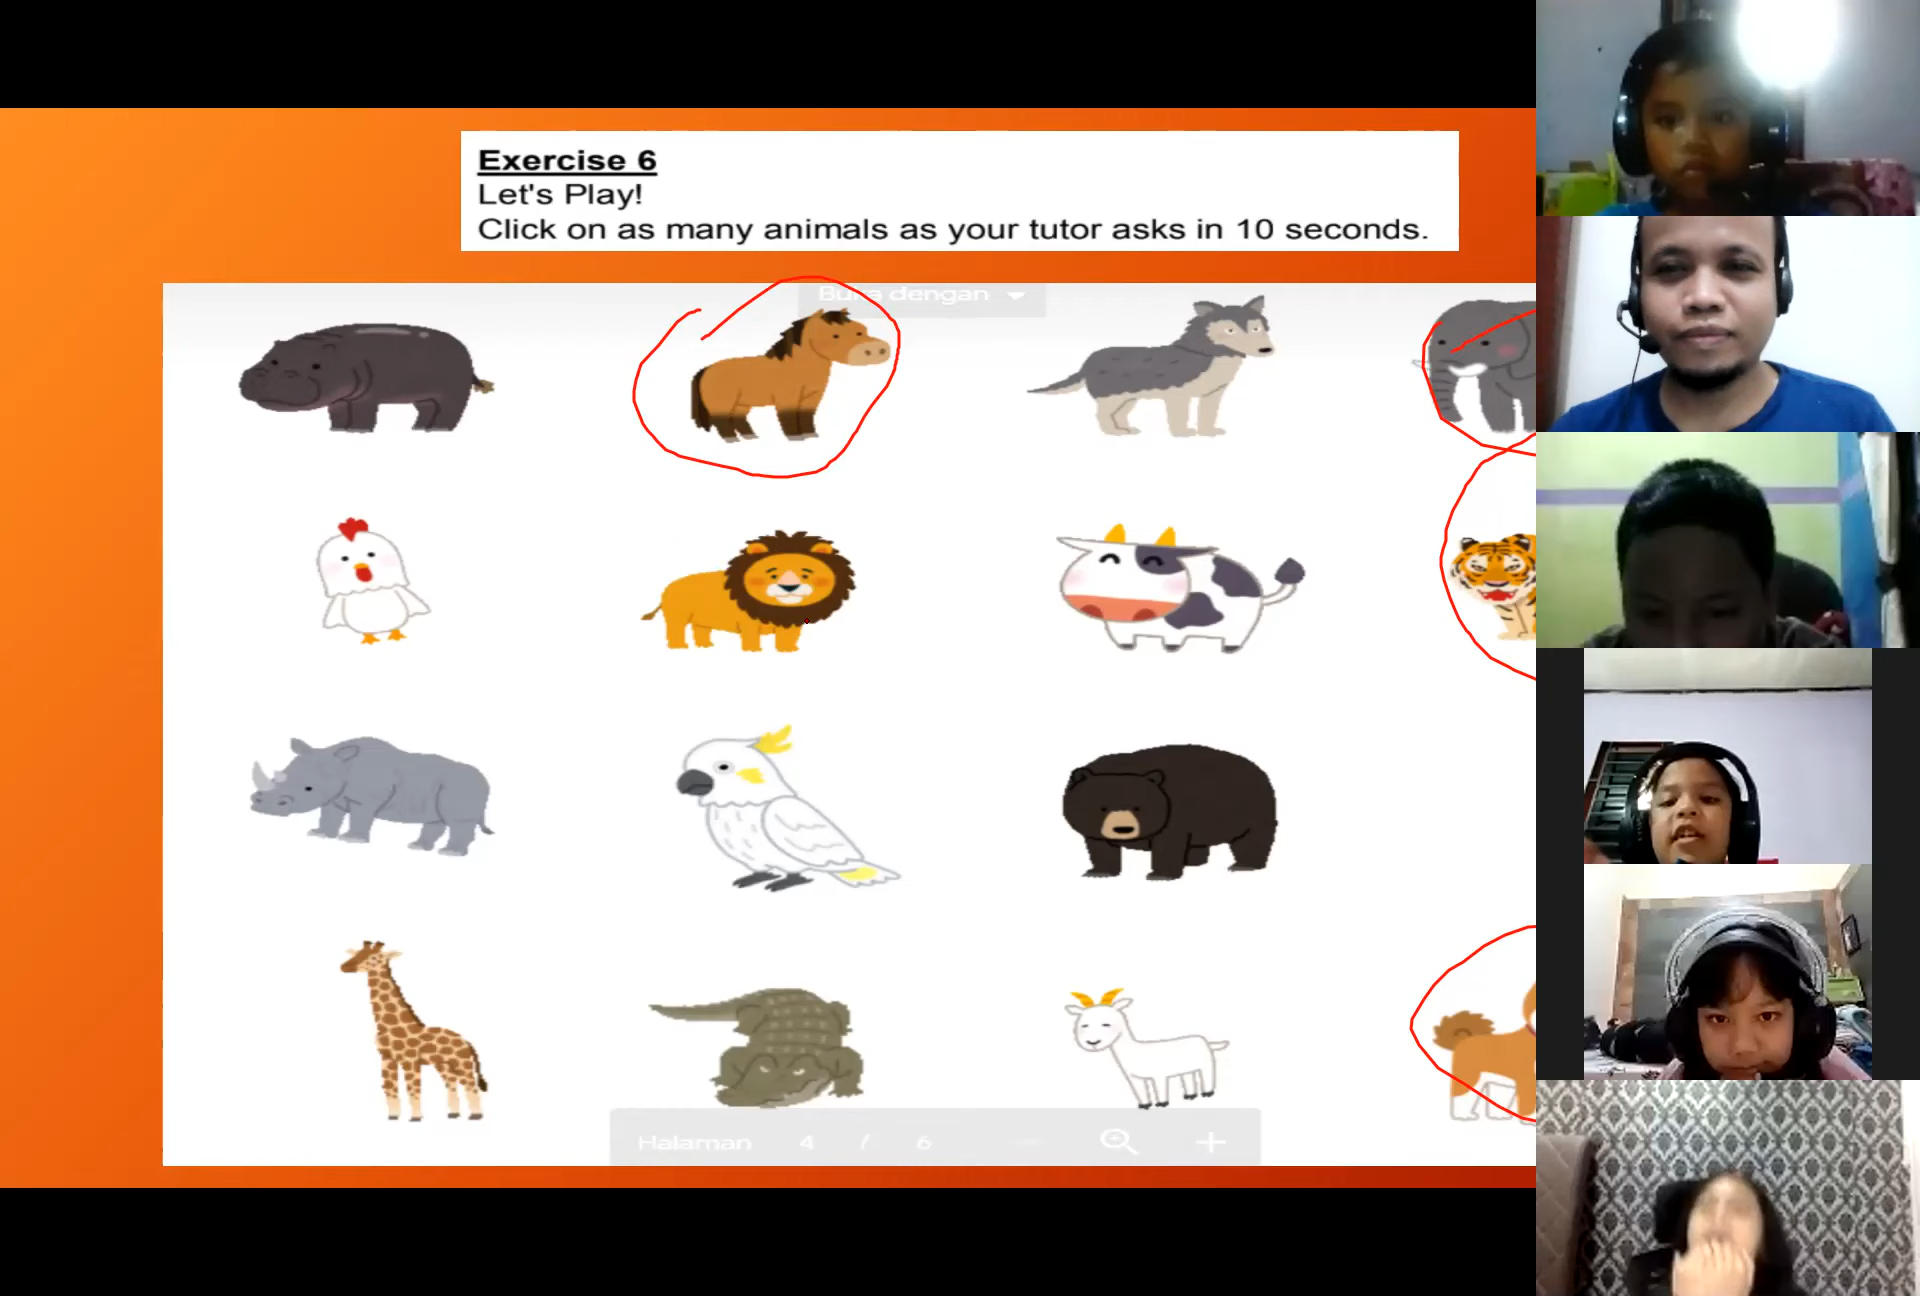 Exercise 6
Let's Play!
Click on as many animals as your tutor asks in 10 seconds.
Buka dengan
Halaman 4 / 6